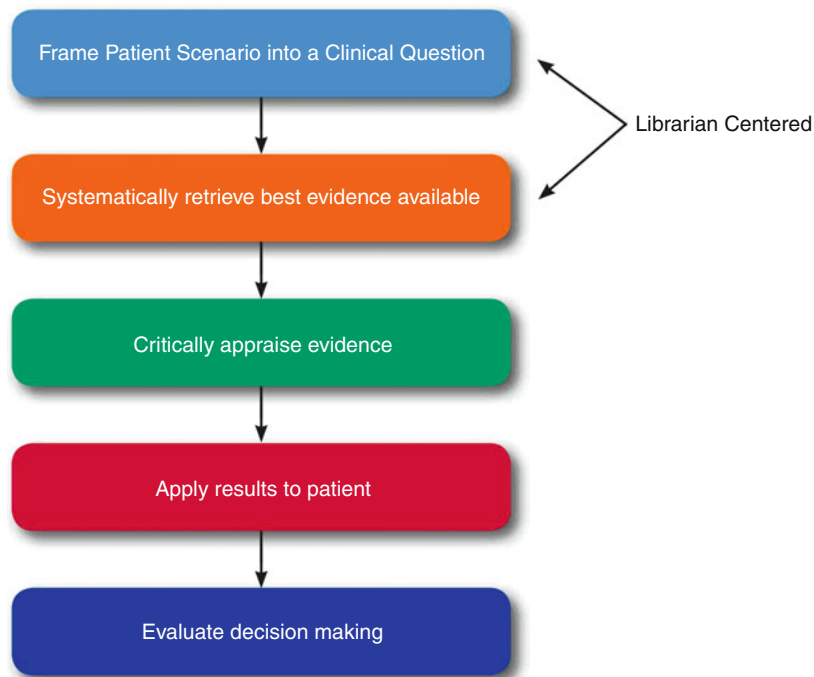 Frame Patient Scenario into a Clinical Question
Librarian Centered
Systematically retrieve best evidence available
Critically appraise evidence
Apply results to patient
Evaluate decision making